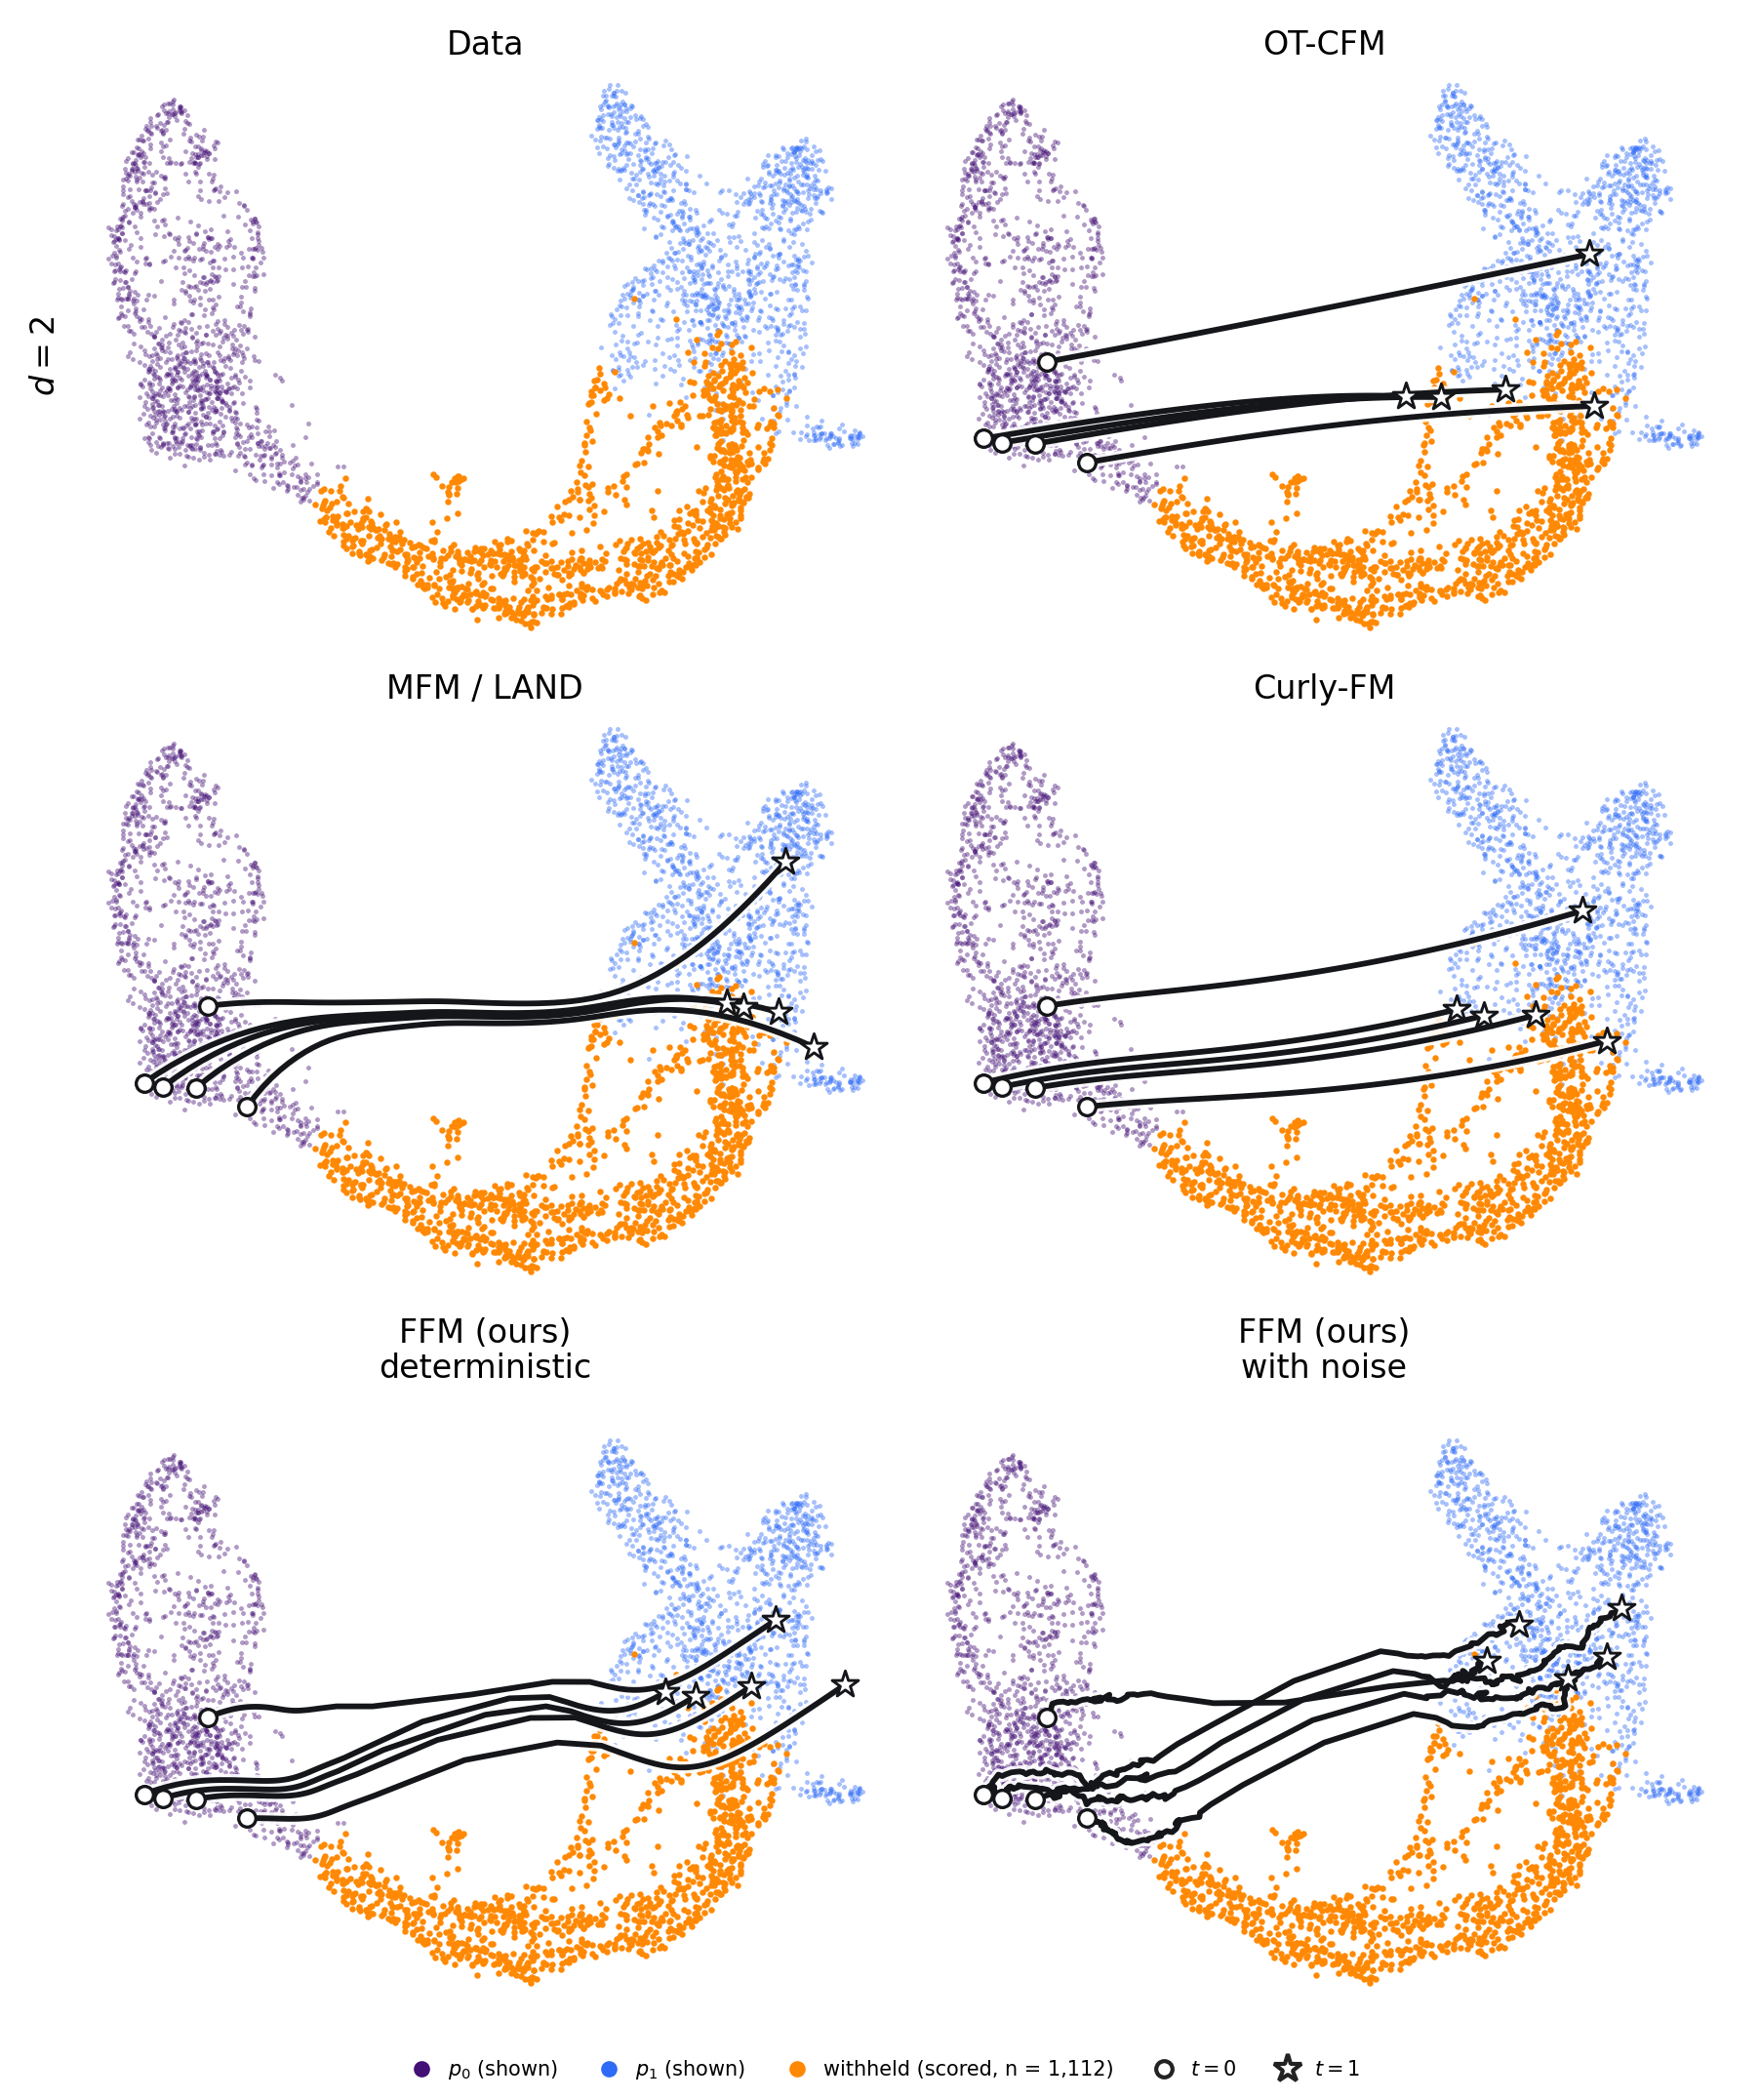 Data
OT-CFM
d = 2
MFM / LAND
Curly-FM
FFM (ours)
deterministic
FFM (ours)
with noise
p₀ (shown)
p₁ (shown)
withheld (scored, n = 1,112)
t = 0
t = 1